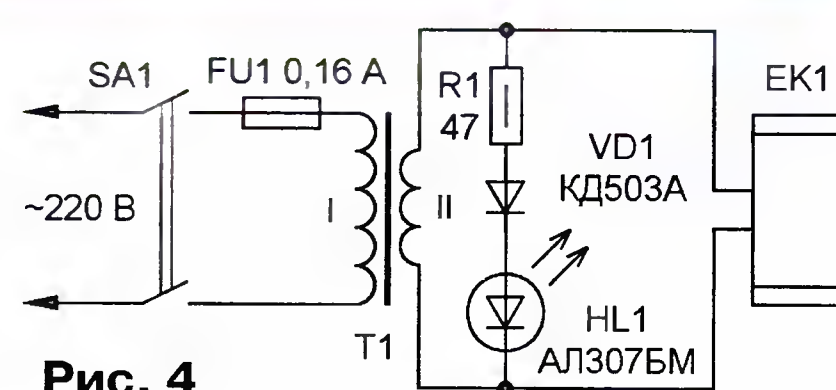 SA1
FU1 0,16 А
R1
47
EK1
VD1
КД503А
~220 В
I
II
HL1
АЛ307БМ
T1
Рис. 4